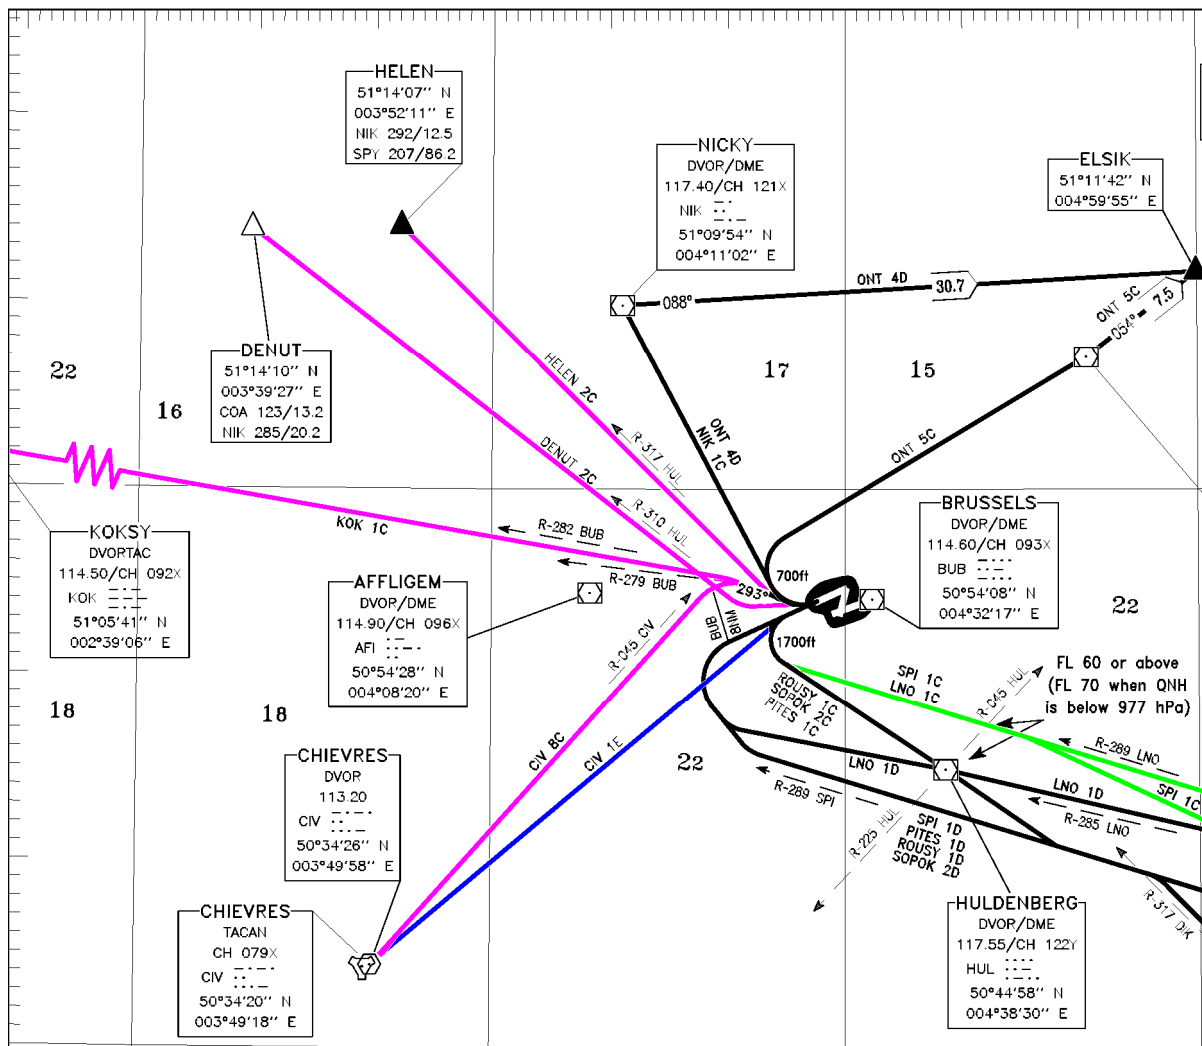 HELEN
51°14'07'' N
003°52'11'' E
NIK 292/12.5
SPY 207/86.2
NICKY
DVOR/DME
117.40/CH 121X
NIK
51°09'54'' N
004°11'02'' E
ELSIK
51°11'42'' N
004°59'55'' E
ONT 4D
30.7
088°
ONT 5C
054°
7.5
DENUT
51°14'10'' N
003°39'27'' E
COA 123/13.2
NIK 285/20.2
22
16
17
15
HELEN 2C
R-317 HUL
DENUT 2C
R-310 HUL
ONT 4D
NIK 1C
ONT 5C
KOKSY
DVORTAC
114.50/CH 092X
KOK
51°05'41'' N
002°39'06'' E
KOK 1C
R-282 BUB
R-279 BUB
AFFLIGEM
DVOR/DME
114.90/CH 096X
AFI
50°54'28'' N
004°08'20'' E
293°
700ft
1700ft
BUB
8NM
R-045 CIV
BRUSSELS
DVOR/DME
114.60/CH 093X
BUB
50°54'08'' N
004°32'17'' E
22
18
18
22
FL 60 or above
(FL 70 when QNH
is below 977 hPa)
SPI 1C
LNO 1C
R-045 HUL
ROUSY 1C
SOPOK 2C
PITES 1C
R-289 LNO
SPI 1C
CIV 8C
CIV 1E
LNO 1D
LNO 1D
R-285 LNO
R-289 SPI
R-225 HUL
SPI 1D
PITES 1D
ROUSY 1D
SOPOK 2D
R-317 DIK
CHIEVRES
DVOR
113.20
CIV
50°34'26'' N
003°49'58'' E
CHIEVRES
TACAN
CH 079X
CIV
50°34'20'' N
003°49'18'' E
HULDENBERG
DVOR/DME
117.55/CH 122Y
HUL
50°44'58'' N
004°38'30'' E